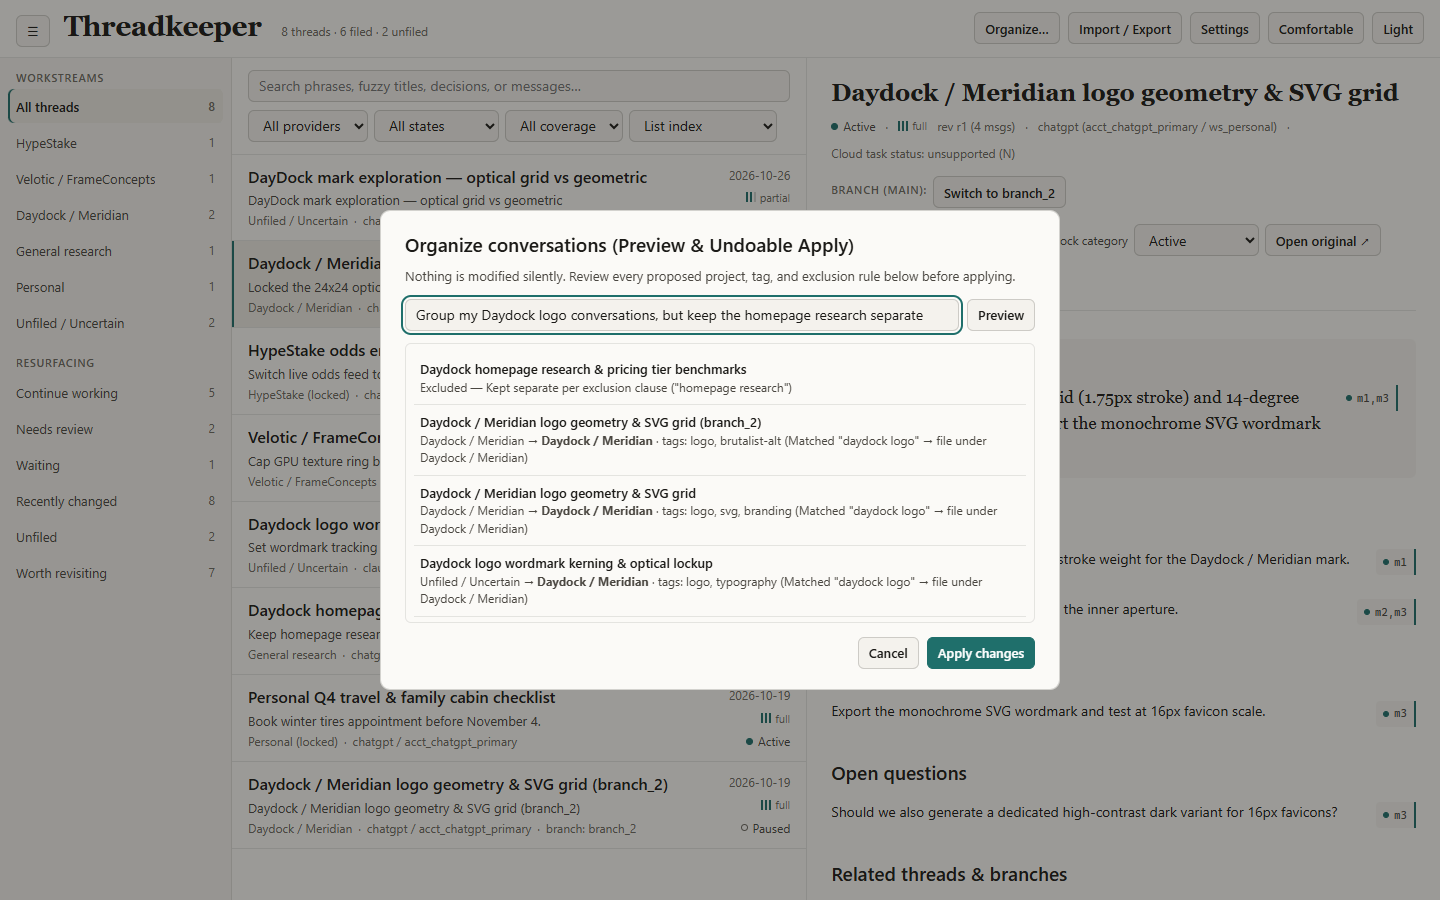 ☰
Threadkeeper
8 threads · 6 filed · 2 unfiled
Organize...
Import / Export
Settings
Comfortable
Light
WORKSTREAMS
All threads 8
HypeStake 1
Velotic / FrameConcepts 1
Daydock / Meridian 2
General research 1
Personal 1
Unfiled / Uncertain 2
RESURFACING
Continue working 5
Needs review 2
Waiting 1
Recently changed 8
Unfiled 2
Worth revisiting 7
Search phrases, fuzzy titles, decisions, or messages...
All providers
All states
All coverage
List index
DayDock mark exploration — optical grid vs geometric 2026-10-26
DayDock mark exploration — optical grid vs geometric partial
Unfiled / Uncertain · cha
Daydock / Meridia
Locked the 24x24 optic
Daydock / Meridian · ch
HypeStake odds e
Switch live odds feed to
HypeStake (locked) · cha
Velotic / FrameCo
Cap GPU texture ring b
Velotic / FrameConcepts
Daydock logo wor
Set wordmark tracking
Unfiled / Uncertain · clau
Daydock homepag
Keep homepage resear
General research · chatg
Personal Q4 travel & family cabin checklist 2026-10-19
Book winter tires appointment before November 4. full
Personal (locked) · chatgpt / acct_chatgpt_primary Active
Daydock / Meridian logo geometry & SVG grid (branch_2) 2026-10-19
Daydock / Meridian logo geometry & SVG grid (branch_2) full
Daydock / Meridian · chatgpt / acct_chatgpt_primary · branch: branch_2 Paused
Organize conversations (Preview & Undoable Apply)
Nothing is modified silently. Review every proposed project, tag, and exclusion rule below before applying.
Group my Daydock logo conversations, but keep the homepage research separate
Preview
Daydock homepage research & pricing tier benchmarks
Excluded — Kept separate per exclusion clause ("homepage research")
Daydock / Meridian logo geometry & SVG grid (branch_2)
Daydock / Meridian → Daydock / Meridian · tags: logo, brutalist-alt (Matched "daydock logo" → file under
Daydock / Meridian)
Daydock / Meridian logo geometry & SVG grid
Daydock / Meridian → Daydock / Meridian · tags: logo, svg, branding (Matched "daydock logo" → file under
Daydock / Meridian)
Daydock logo wordmark kerning & optical lockup
Unfiled / Uncertain → Daydock / Meridian · tags: logo, typography (Matched "daydock logo" → file under
Daydock / Meridian)
Cancel
Apply changes
Daydock / Meridian logo geometry & SVG grid
Active · full rev r1 (4 msgs) · chatgpt (acct_chatgpt_primary / ws_personal) ·
Cloud task status: unsupported (N)
BRANCH (MAIN): Switch to branch_2
ock category Active Open original ↗
id (1.75px stroke) and 14-degree m1,m3
rt the monochrome SVG wordmark
stroke weight for the Daydock / Meridian mark. m1
the inner aperture. m2,m3
Export the monochrome SVG wordmark and test at 16px favicon scale. m3
Open questions
Should we also generate a dedicated high-contrast dark variant for 16px favicons? m3
Related threads & branches